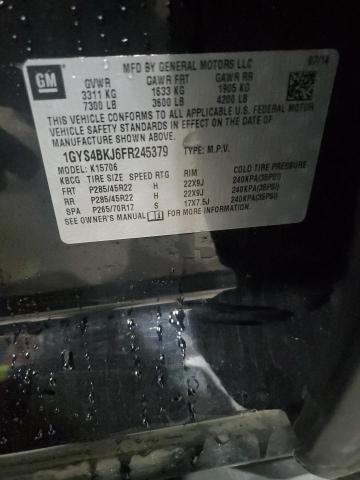 GM
MFD BY GENERAL MOTORS LLC 07/14
GVWR GAWR FRT GAWR RR
3311 KG 1633 KG 1905 KG
7300 LB 3600 LB 4200 LB
THIS VEHICLE CONFORMS TO ALL APPLICABLE U.S. FEDERAL MOTOR
VEHICLE SAFETY AND THEFT PREVENTION STANDARDS IN EFFECT ON THE DATE OF
MANUFACTURE SHOWN ABOVE.
1GYS4BKJ6FR245379 TYPE: M.P.V.
MODEL: K15706
KBCG TIRE SIZE SPEED RTG RIM COLD TIRE PRESSURE
FRT P285/45R22 H 22X9J 240KPA(35PSI)
RR P285/45R22 H 22X9J 240KPA(35PSI)
SPA P265/70R17 S 17X7.5J 240KPA(35PSI)
SEE OWNER'S MANUAL FOR MORE INFORMATION.